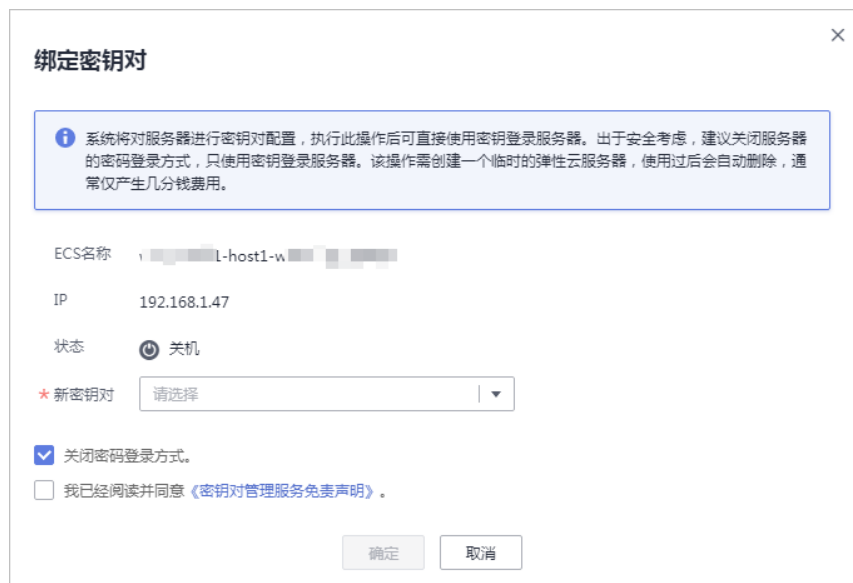 绑定密钥对
系统将对服务器进行密钥对配置，执行此操作后可直接使用密钥登录服务器。出于安全考虑，建议关闭服务器
的密码登录方式，只使用密钥登录服务器。该操作需创建一个临时的弹性云服务器，使用过后会自动删除，通
常仅产生几分钱费用。
ECS名称 1-host1-w
IP 192.168.1.47
状态 关机
* 新密钥对 请选择
关闭密码登录方式。
我已经阅读并同意《密钥对管理服务免责声明》。
确定 取消